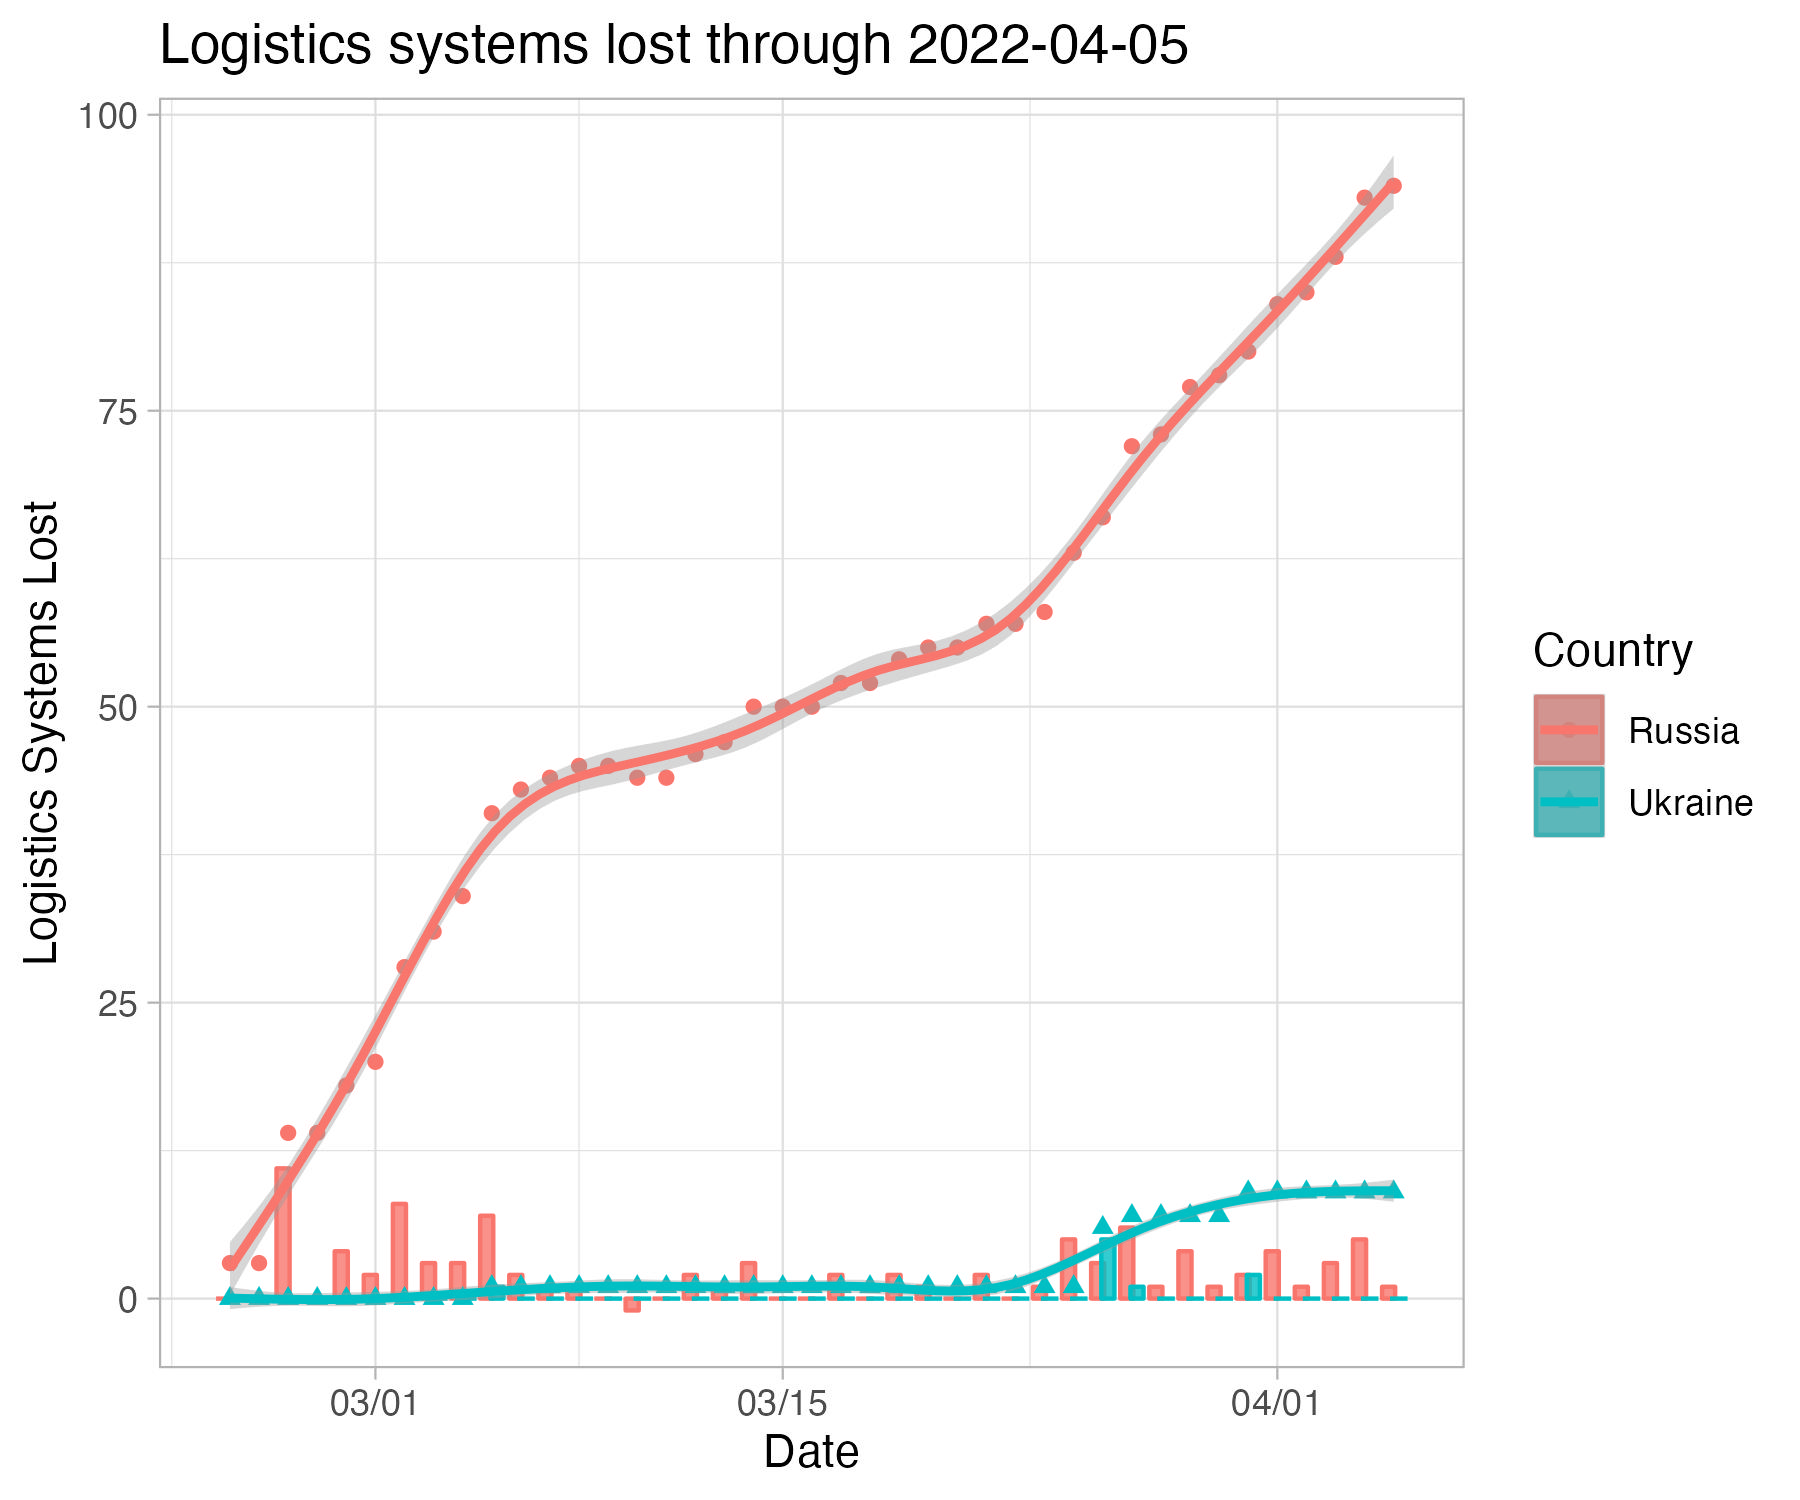 Logistics systems lost through 2022-04-05
Logistics Systems Lost
100
75
50
25
0
03/01
03/15
04/01
Date
Country
Russia
Ukraine